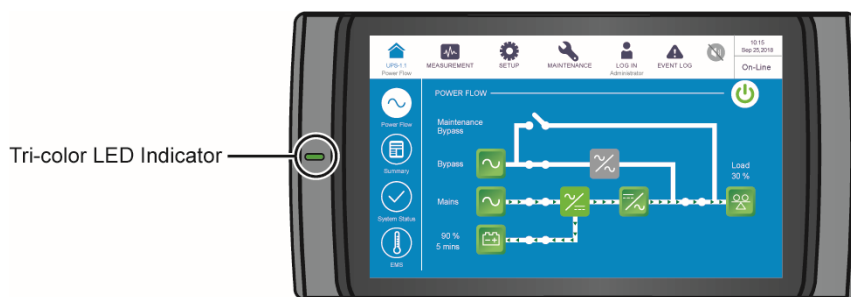 Tri-color LED Indicator
UPS-1.1
Power Flow
MEASUREMENT
SETUP
MAINTENANCE
LOG IN
Administrator
EVENT LOG
10:15
Sep 25,2018
On-Line
POWER FLOW
Power Flow
Summary
System Status
EMS
Maintenance
Bypass
Bypass
Mains
90 %
5 mins
Load
30 %